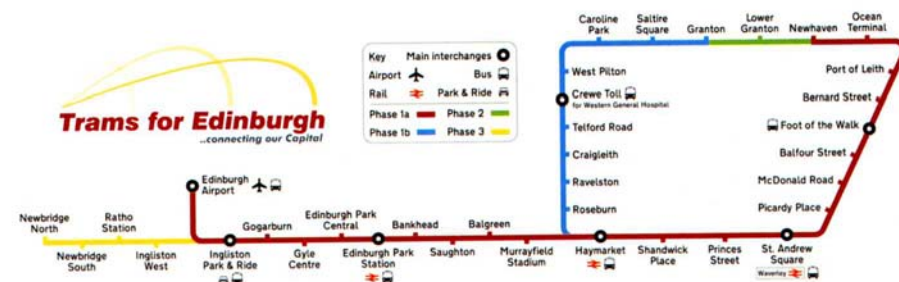 Trams for Edinburgh
..connecting our Capital
Key Main interchanges
Airport Bus
Rail Park & Ride
Phase 1a Phase 2
Phase 1b Phase 3
Caroline
Park
Saltire
Square
Granton
Lower
Granton
Newhaven
Ocean
Terminal
West Pilton
Crewe Toll
for Western General Hospital
Telford Road
Craigleith
Ravelston
Roseburn
Port of Leith
Bernard Street
Foot of the Walk
Balfour Street
McDonald Road
Picardy Place
Edinburgh
Airport
Newbridge
North
Ratho
Station
Newbridge
South
Ingliston
West
Ingliston
Park & Ride
Gogarburn
Gyle
Centre
Edinburgh Park
Central
Edinburgh Park
Station
Bankhead
Saughton
Balgreen
Murrayfield
Stadium
Haymarket
Shandwick
Place
Princes
Street
St. Andrew
Square
Waverley